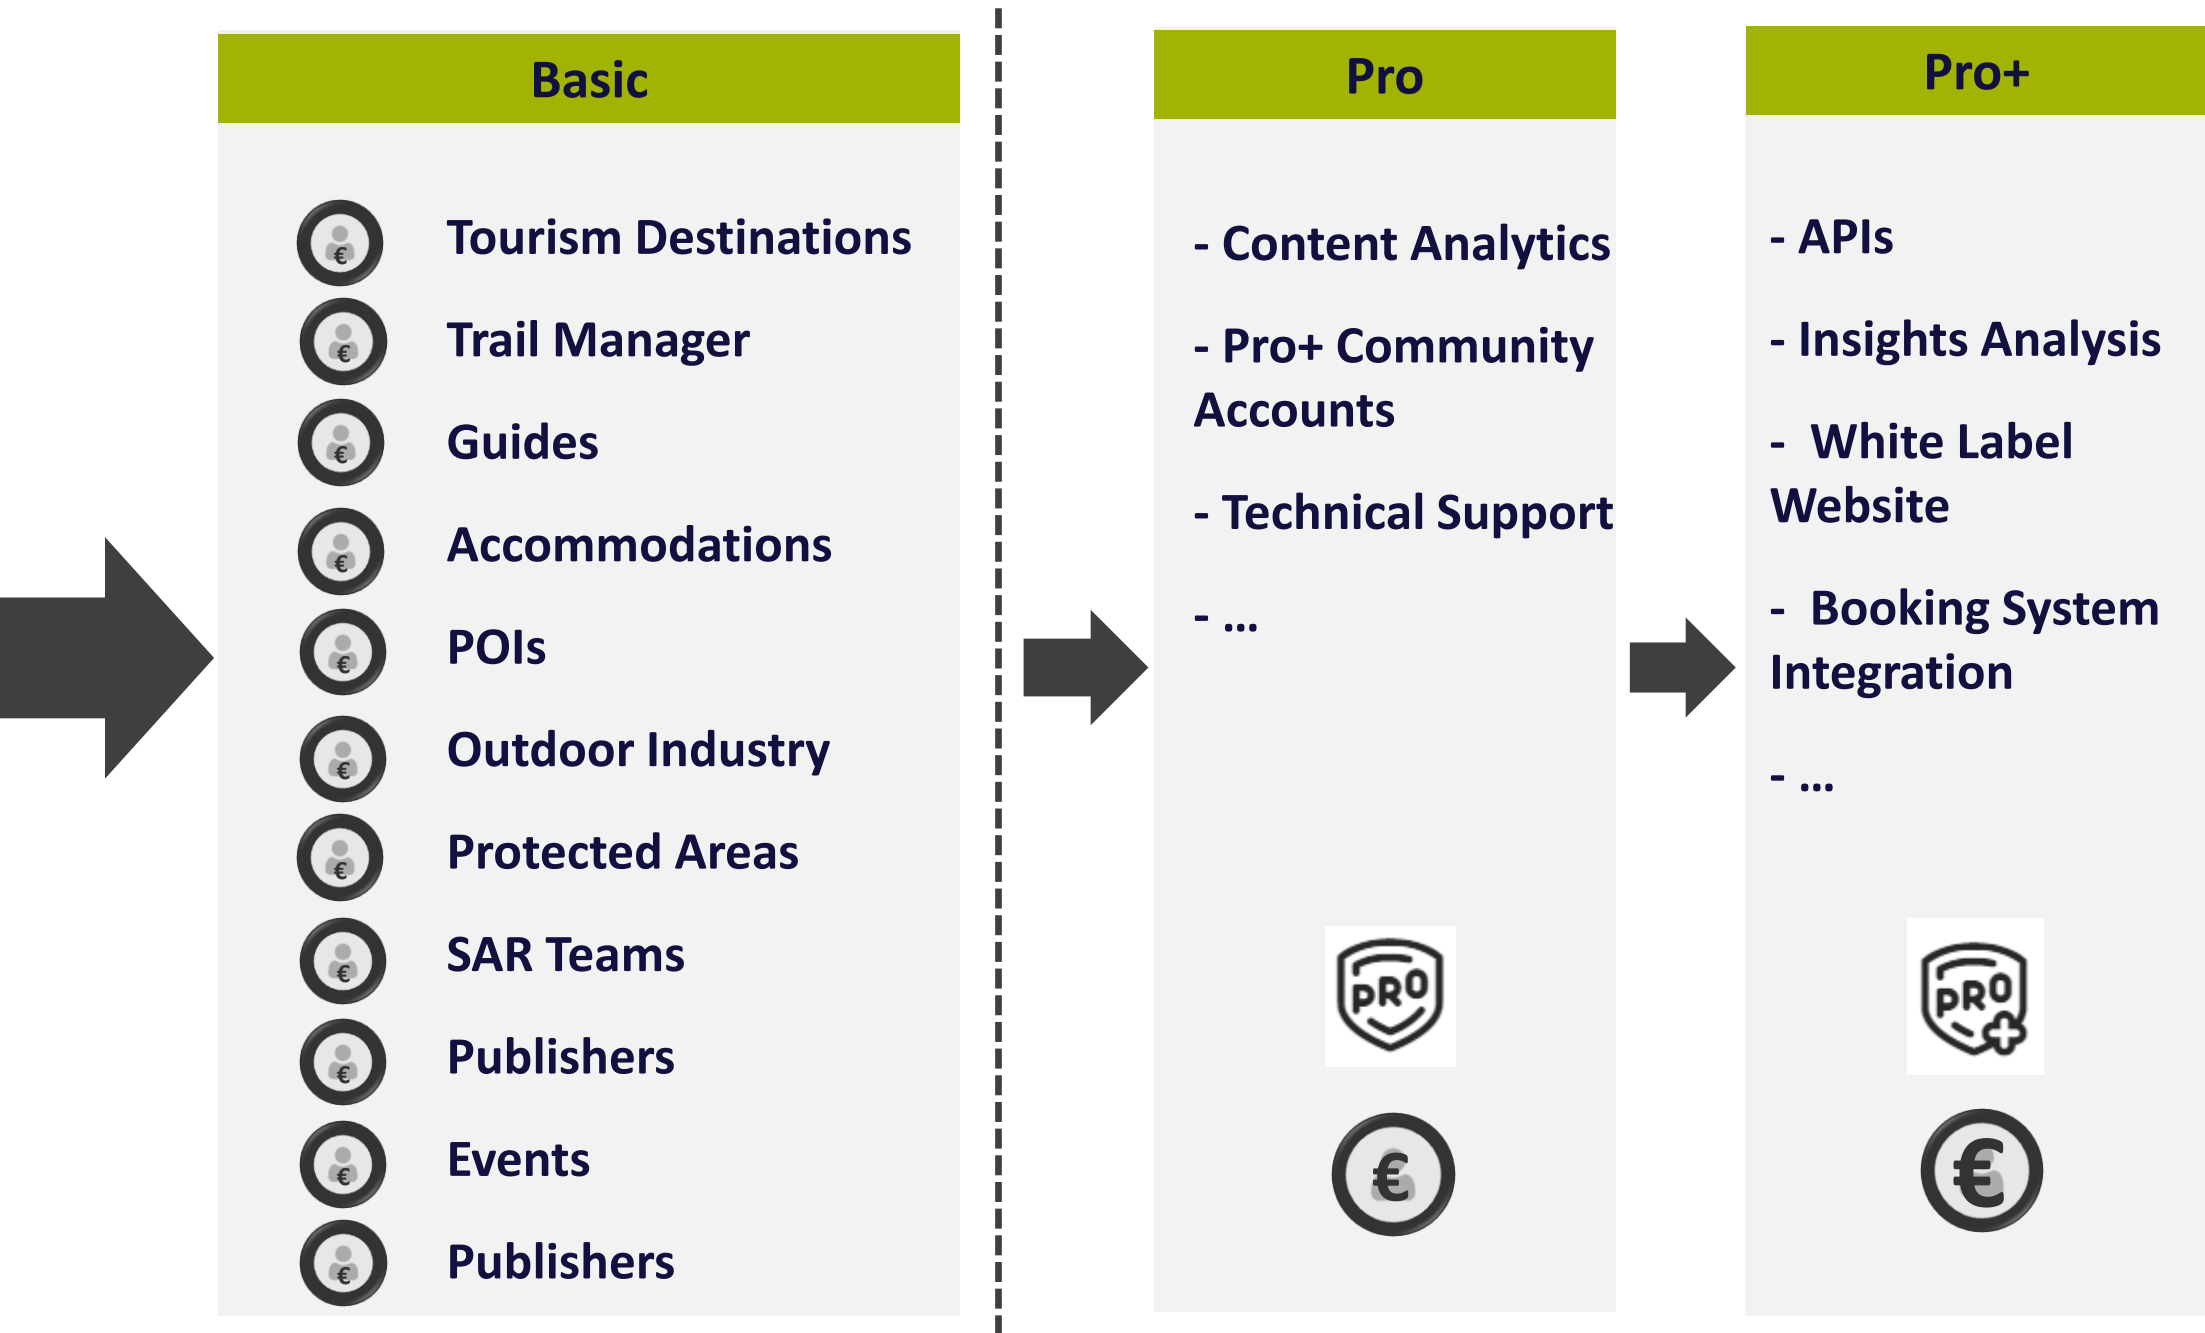 Basic
€ Tourism Destinations
€ Trail Manager
€ Guides
€ Accommodations
€ POIs
€ Outdoor Industry
€ Protected Areas
€ SAR Teams
€ Publishers
€ Events
€ Publishers
Pro
- Content Analytics
- Pro+ Community
Accounts
- Technical Support
- ...
PRO
€
Pro+
- APIs
- Insights Analysis
- White Label
Website
- Booking System
Integration
- ...
PRO
€